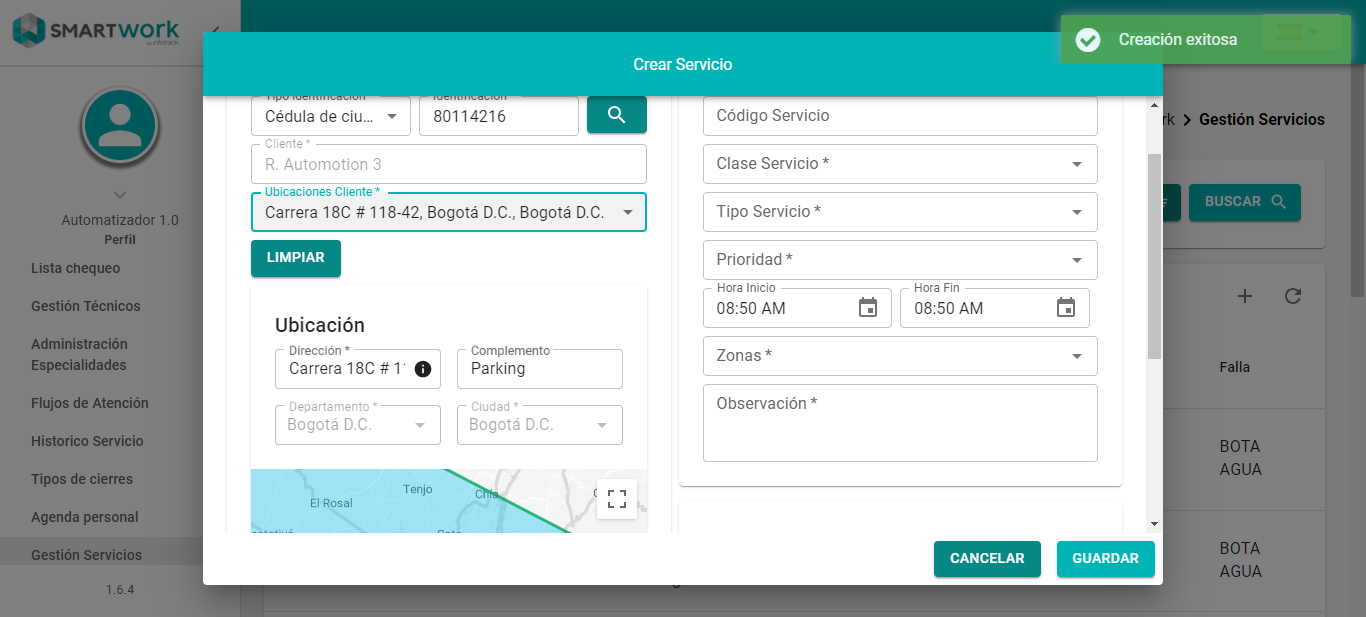 SMARTWORK
by infotrack
Creación exitosa
Crear Servicio
Gestión Servicios
BUSCAR
Automatizador 1.0
Perfil
Lista chequeo
Gestión Técnicos
Administración
Especialidades
Flujos de Atención
Historico Servicio
Tipos de cierres
Agenda personal
Gestión Servicios
1.6.4
Tipo Identificación
Cédula de ciu...
Identificación
80114216
Cliente *
R. Automotion 3
Ubicaciones Cliente *
Carrera 18C # 118-42, Bogotá D.C., Bogotá D.C.
LIMPIAR
Ubicación
Dirección *
Carrera 18C # 1
Complemento
Parking
Departamento *
Bogotá D.C.
Ciudad *
Bogotá D.C.
Tenjo
Chía
El Rosal
Código Servicio
Clase Servicio *
Tipo Servicio *
Prioridad *
Hora Inicio
08:50 AM
Hora Fin
08:50 AM
Zonas *
Observación *
CANCELAR
GUARDAR
Falla
BOTA
AGUA
BOTA
AGUA